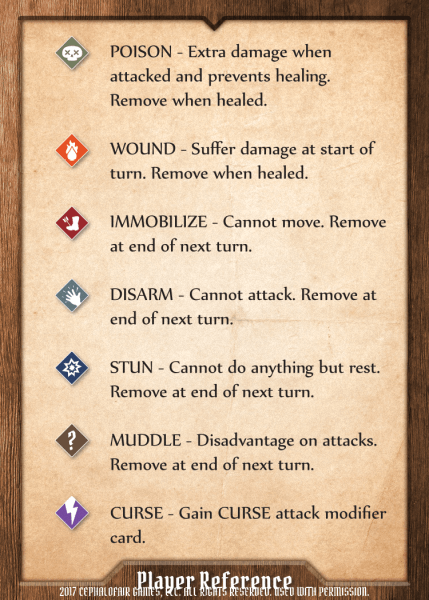 POISON - Extra damage when
attacked and prevents healing.
Remove when healed.
WOUND - Suffer damage at start of
turn. Remove when healed.
IMMOBILIZE - Cannot move. Remove
at end of next turn.
DISARM - Cannot attack. Remove at
end of next turn.
STUN - Cannot do anything but rest.
Remove at end of next turn.
?
MUDDLE - Disadvantage on attacks.
Remove at end of next turn.
CURSE - Gain CURSE attack modifier
card.
Player Reference
2017 CEPHALOFAIR GAMES, LLC. ALL RIGHTS RESERVED. USED WITH PERMISSION.